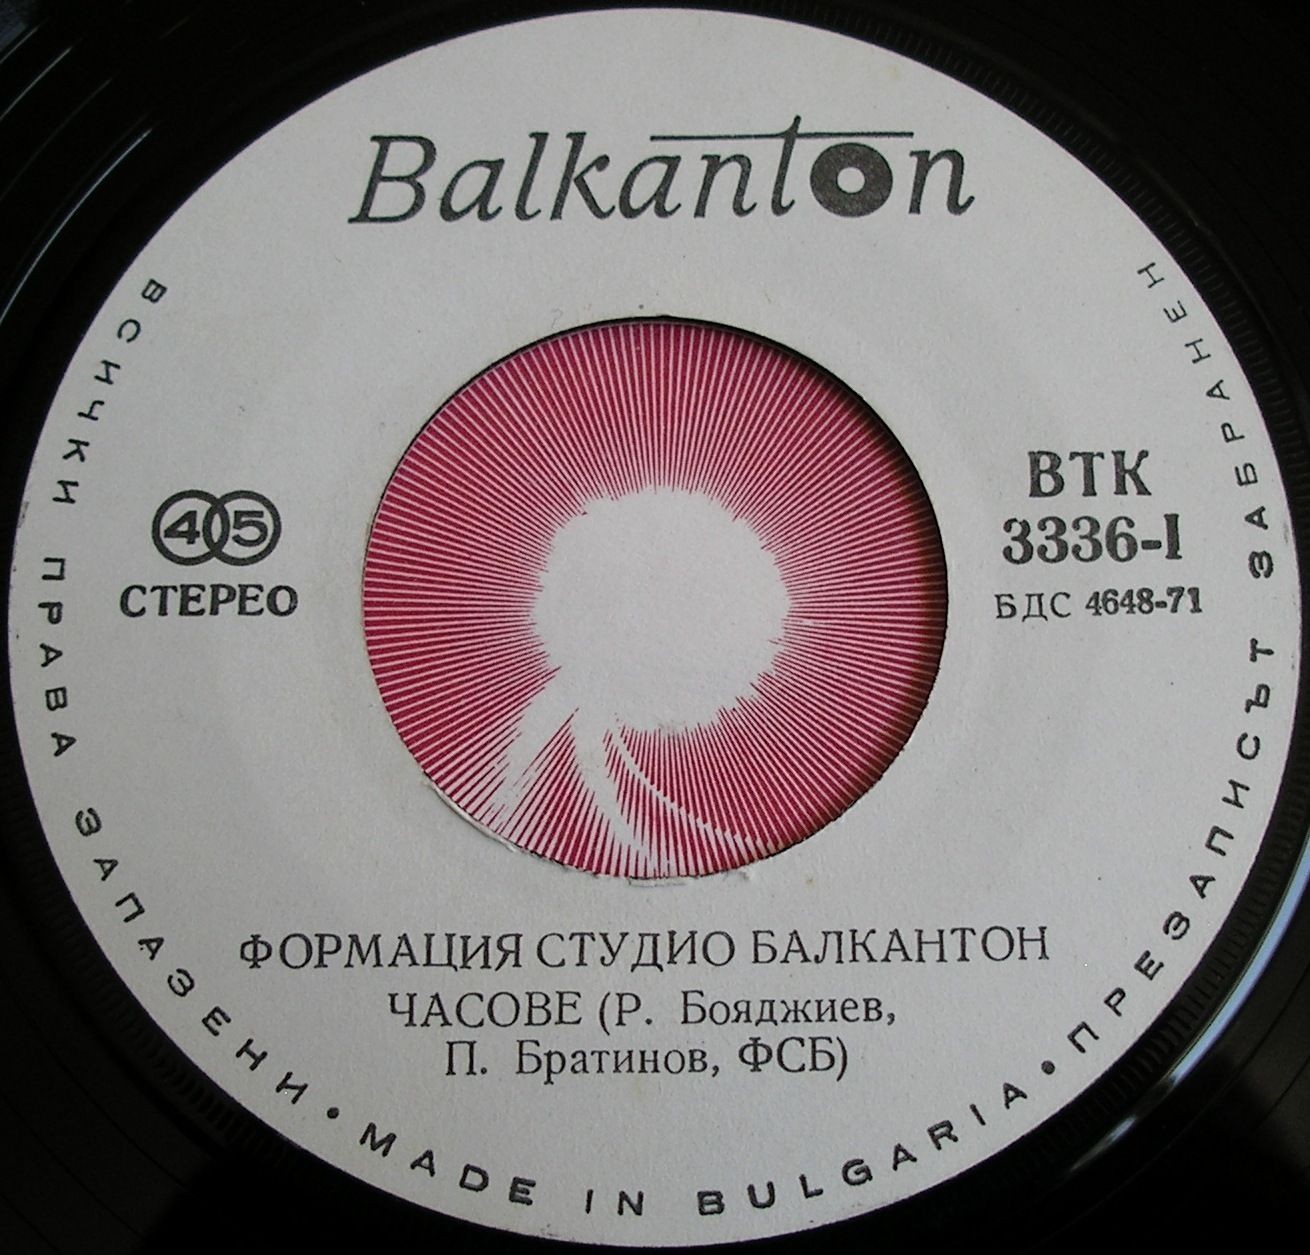 Balkanton
45
СТЕРЕО
ВТК
3336-I
БДС 4648-71
ФОРМАЦИЯ СТУДИО БАЛКАНТОН
ЧАСОВЕ (Р. Бояджиев,
П. Братинов, ФСБ)
ВСИЧКИ ПРАВА ЗАПАЗЕНИ • MADE IN BULGARIA • ПРЕЗАПИСЪТ ЗАБРАНЕН